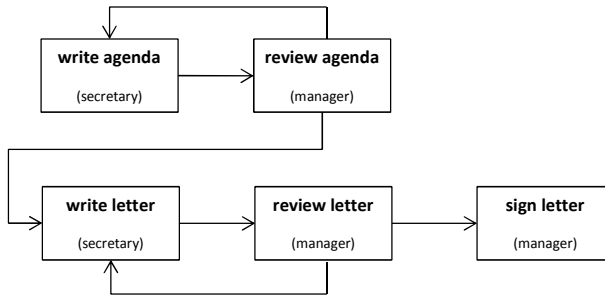 write agenda
(secretary)
review agenda
(manager)
write letter
(secretary)
review letter
(manager)
sign letter
(manager)